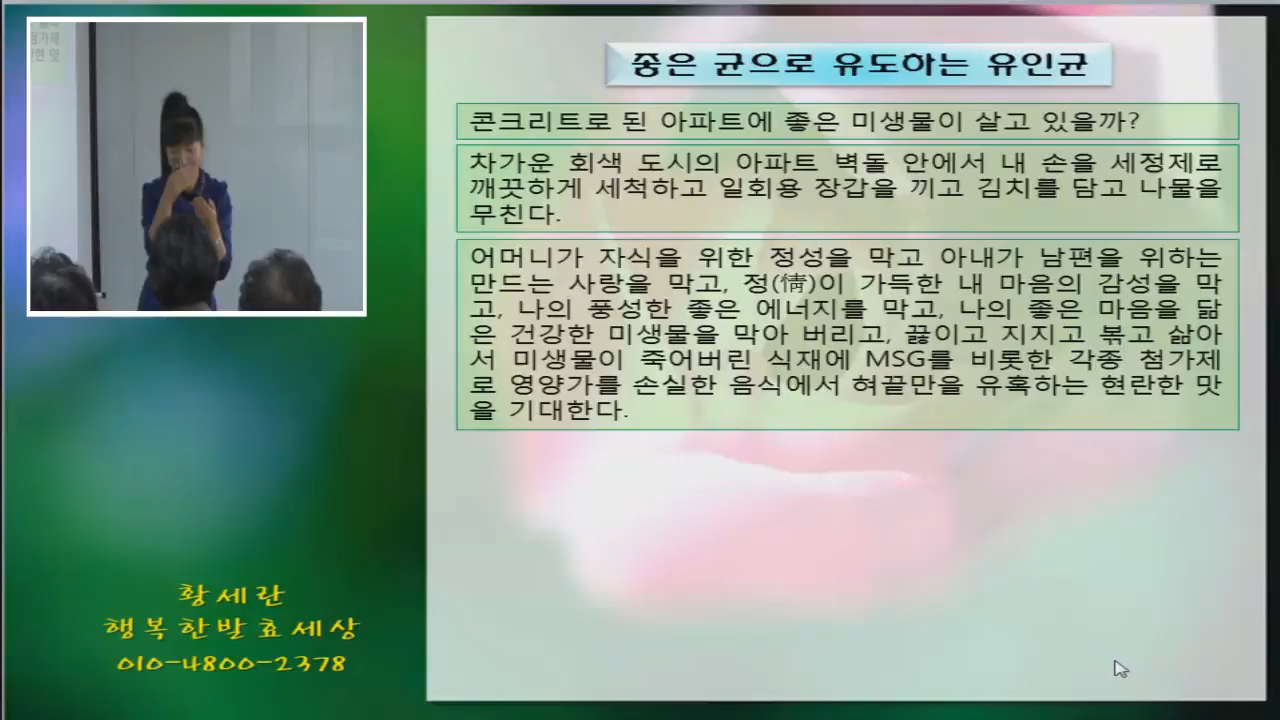 좋은 균으로 유도하는 유인균
콘크리트로 된 아파트에 좋은 미생물이 살고 있을까?
차가운 회색 도시의 아파트 벽돌 안에서 내 손을 세정제로
깨끗하게 세척하고 일회용 장갑을 끼고 김치를 담고 나물을
무친다.
어머니가 자식을 위한 정성을 막고 아내가 남편을 위하는
만드는 사랑을 막고, 정(情)이 가득한 내 마음의 감성을 막
고, 나의 풍성한 좋은 에너지를 막고, 나의 좋은 마음을 닮
은 건강한 미생물을 막아 버리고, 끓이고 지지고 볶고 삶아
서 미생물이 죽어버린 식재에 MSG를 비롯한 각종 첨가제
로 영양가를 손실한 음식에서 혀끝만을 유혹하는 현란한 맛
을 기대한다.
황세란
행복한발효세상
010-4800-2378